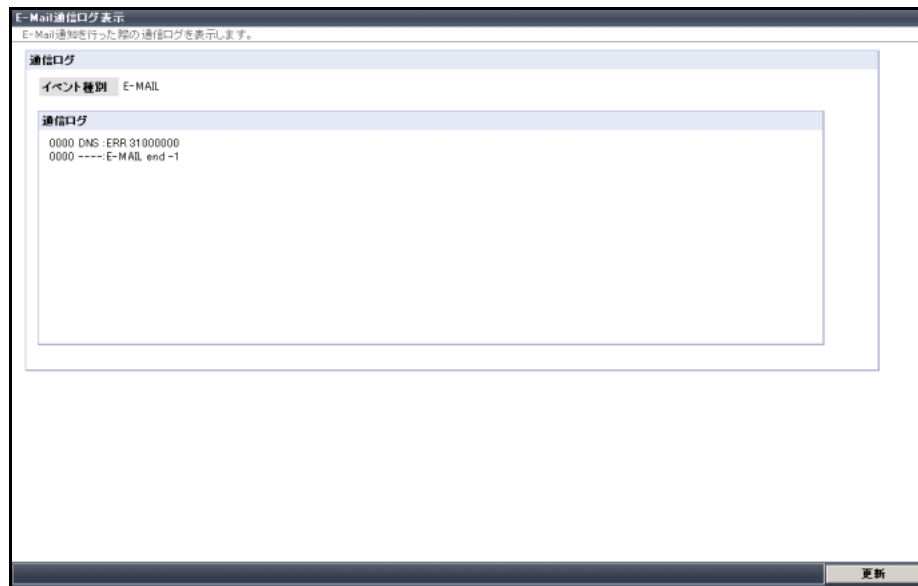 E-Mail通信ログ表示
E-Mail通知を行った際の通信ログを表示します。
通信ログ
イベント種別 E-MAIL
通信ログ
0000 DNS :ERR 31000000
0000 ----:E-MAIL end -1
更新